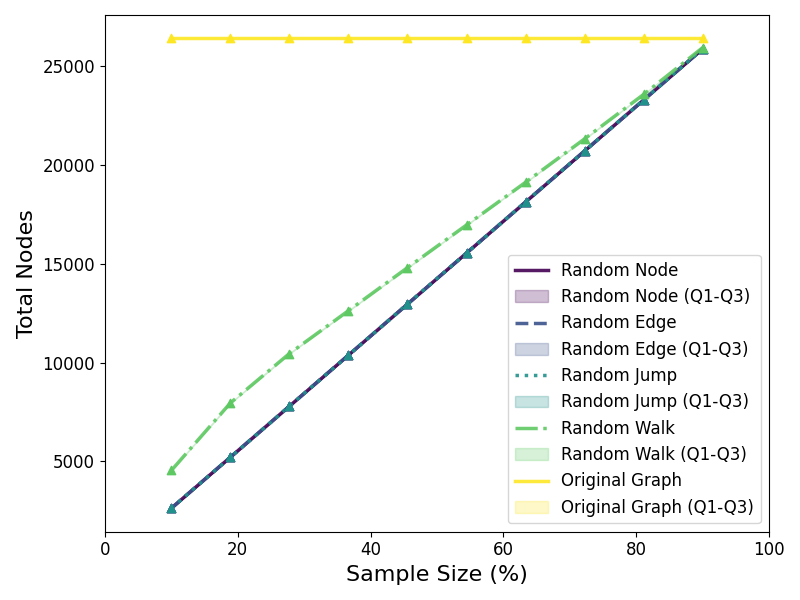 25000
20000
15000
10000
5000
Total Nodes
0
20
40
60
80
100
Sample Size (%)
Random Node
Random Node (Q1-Q3)
Random Edge
Random Edge (Q1-Q3)
Random Jump
Random Jump (Q1-Q3)
Random Walk
Random Walk (Q1-Q3)
Original Graph
Original Graph (Q1-Q3)